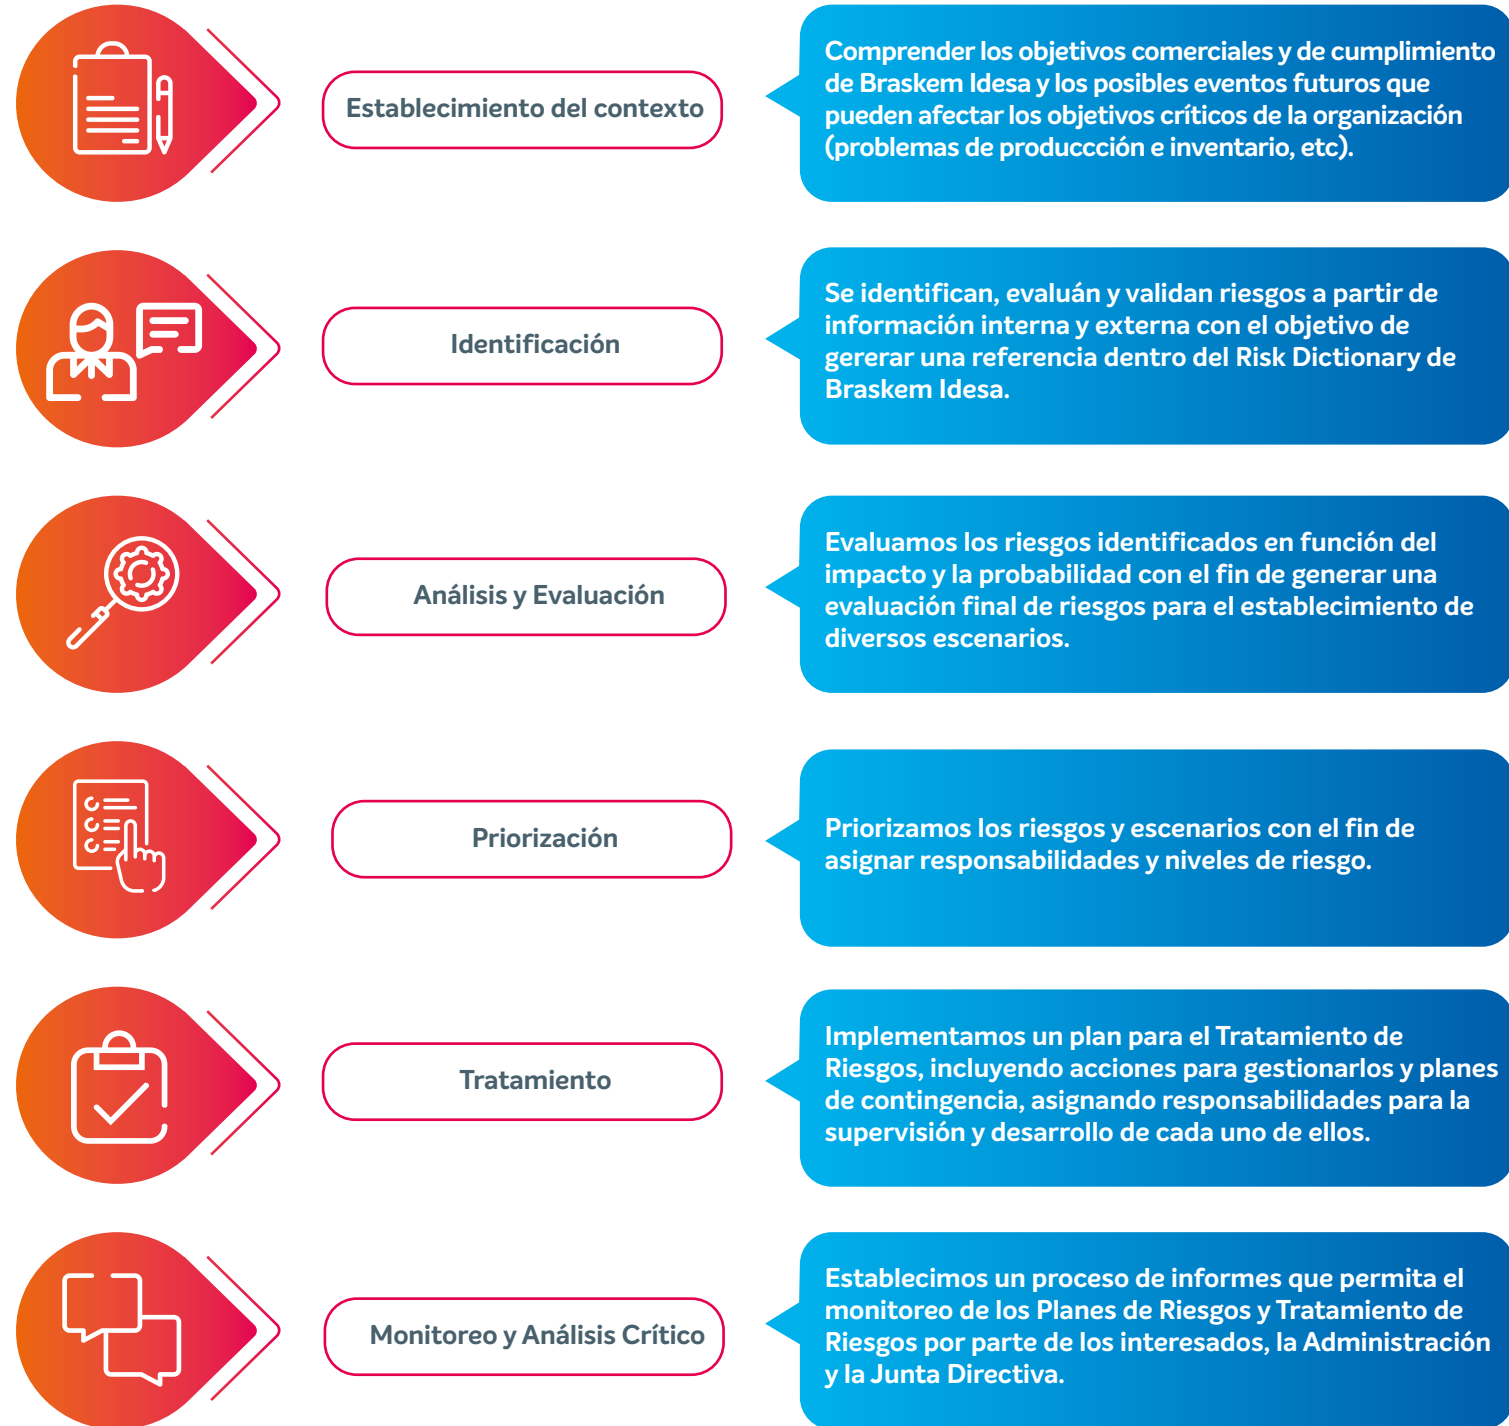 Establecimiento del contexto
Comprender los objetivos comerciales y de cumplimiento
de Braskem Idesa y los posibles eventos futuros que
pueden afectar los objetivos críticos de la organización
(problemas de produccción e inventario, etc).
Identificación
Se identifican, evaluán y validan riesgos a partir de
información interna y externa con el objetivo de
gererar una referencia dentro del Risk Dictionary de
Braskem Idesa.
Análisis y Evaluación
Evaluamos los riesgos identificados en función del
impacto y la probabilidad con el fin de generar una
evaluación final de riesgos para el establecimiento de
diversos escenarios.
Priorización
Priorizamos los riesgos y escenarios con el fin de
asignar responsabilidades y niveles de riesgo.
Tratamiento
Implementamos un plan para el Tratamiento de
Riesgos, incluyendo acciones para gestionarlos y planes
de contingencia, asignando responsabilidades para la
supervisión y desarrollo de cada uno de ellos.
Monitoreo y Análisis Crítico
Establecimos un proceso de informes que permita el
monitoreo de los Planes de Riesgos y Tratamiento de
Riesgos por parte de los interesados, la Administración
y la Junta Directiva.